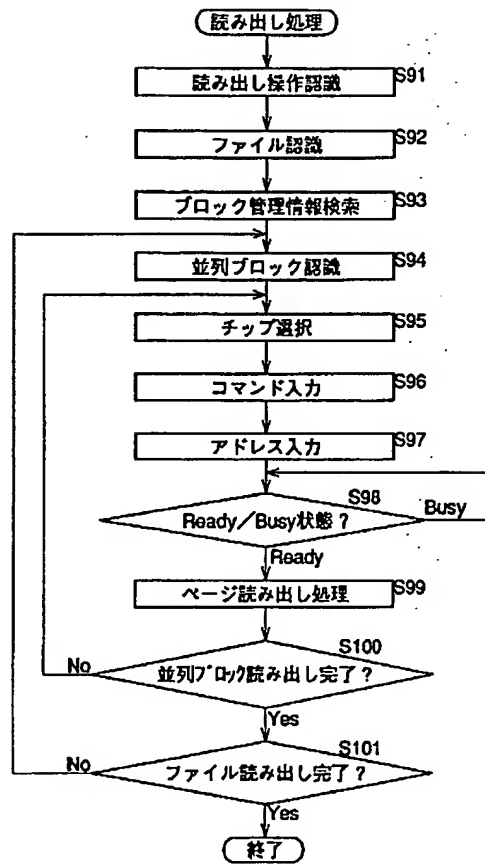 読み出し処理
読み出し操作認識 S91
ファイル認識 S92
ブロック管理情報検索 S93
並列ブロック認識 S94
チップ選択 S95
コマンド入力 S96
アドレス入力 S97
S98
Ready／Busy状態？ Busy
Ready
ページ読み出し処理 S99
S100
No 並列ブロック読み出し完了？
Yes
S101
No ファイル読み出し完了？
Yes
終了